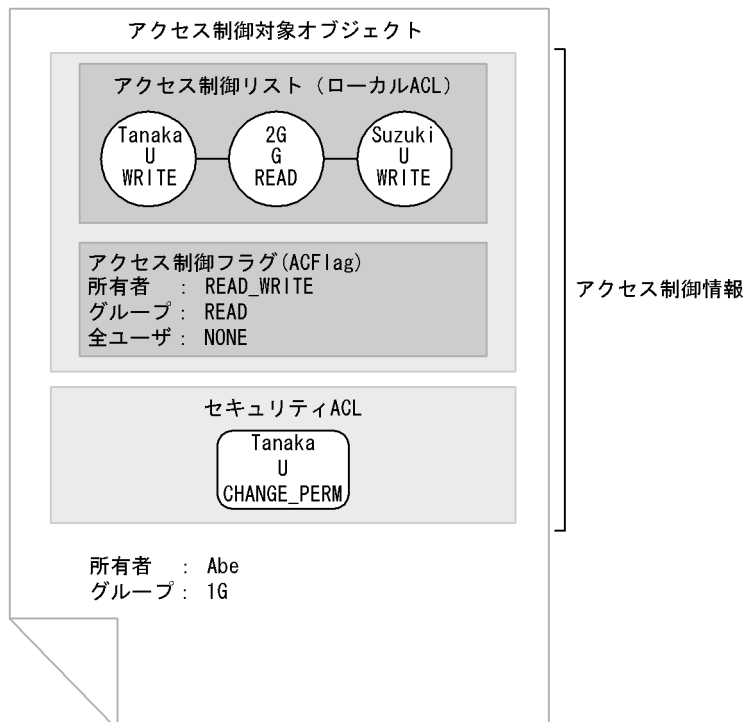 アクセス制御対象オブジェクト
アクセス制御リスト（ローカルACL）
Tanaka
U
WRITE
2G
G
READ
Suzuki
U
WRITE
アクセス制御フラグ(ACFlag)
所有者　： READ_WRITE
グループ： READ
全ユーザ： NONE
アクセス制御情報
セキュリティACL
Tanaka
U
CHANGE_PERM
所有者　： Abe
グループ： 1G